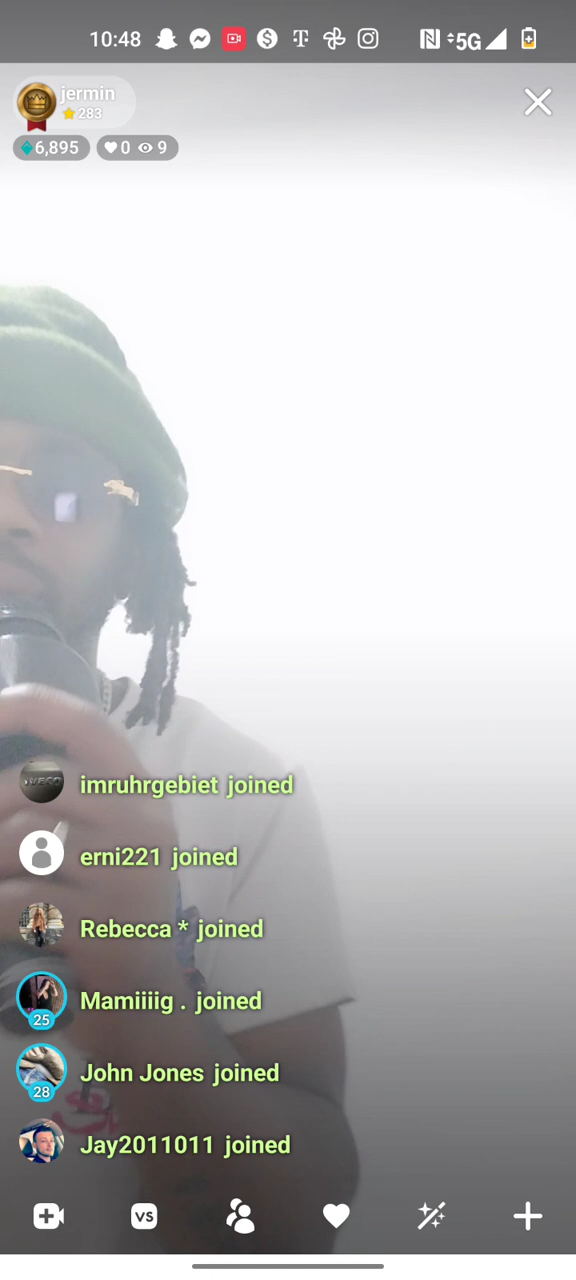 10:48 5G
jermin
283
6,895 0 9
imruhrgebiet joined
erni221 joined
Rebecca * joined
Mamiiiig . joined
25
John Jones joined
28
Jay2011011 joined
VS